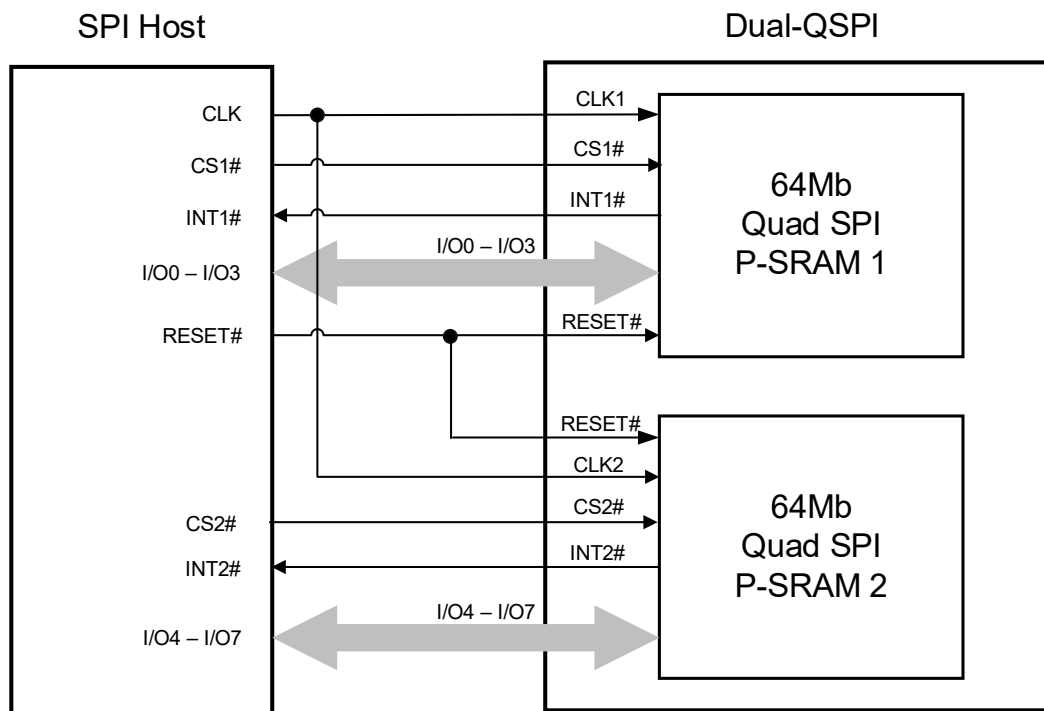 SPI Host
Dual-QSPI
CLK
CLK1
CS1#
CS1#
INT1#
INT1#
I/O0 – I/O3
I/O0 – I/O3
RESET#
RESET#
64Mb
Quad SPI
P-SRAM 1
RESET#
CLK2
CS2#
CS2#
INT2#
INT2#
I/O4 – I/O7
I/O4 – I/O7
64Mb
Quad SPI
P-SRAM 2